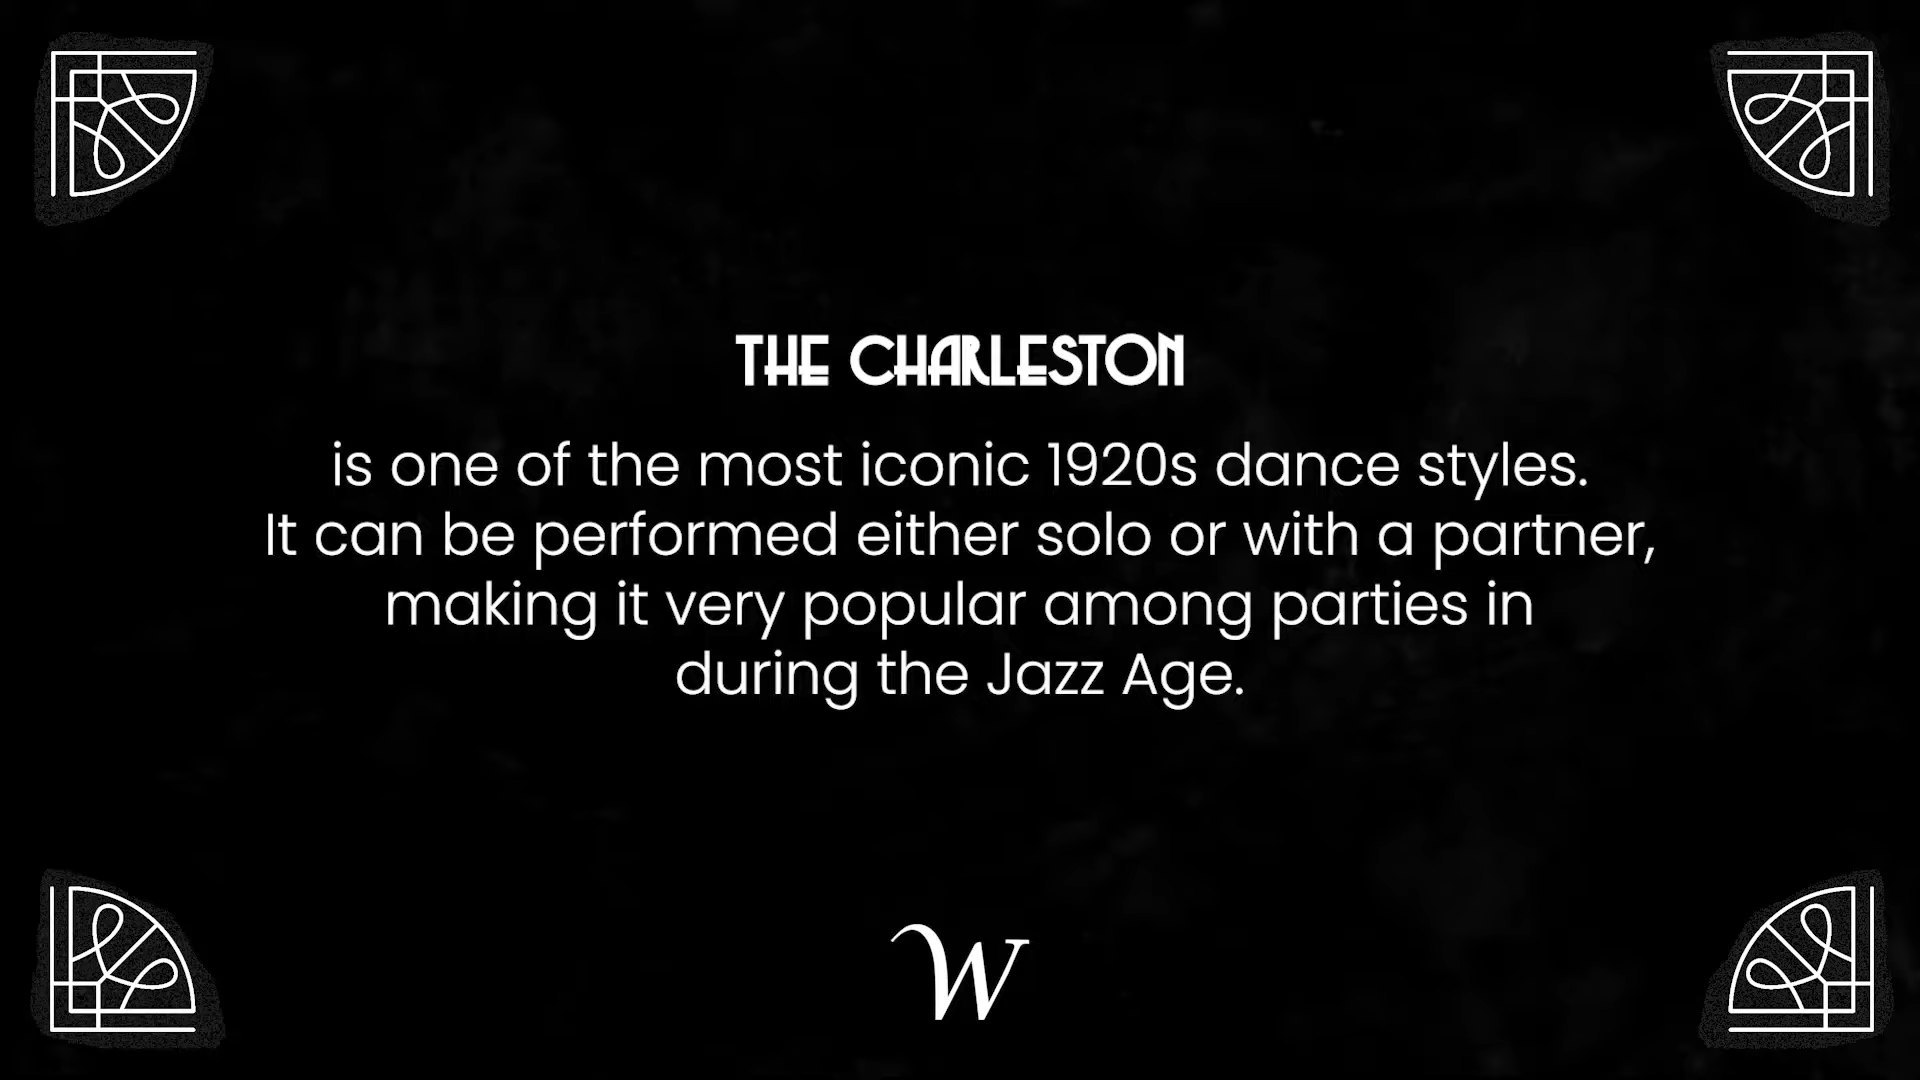 THE CHARLESTON
is one of the most iconic 1920s dance styles.
It can be performed either solo or with a partner,
making it very popular among parties in
during the Jazz Age.
W